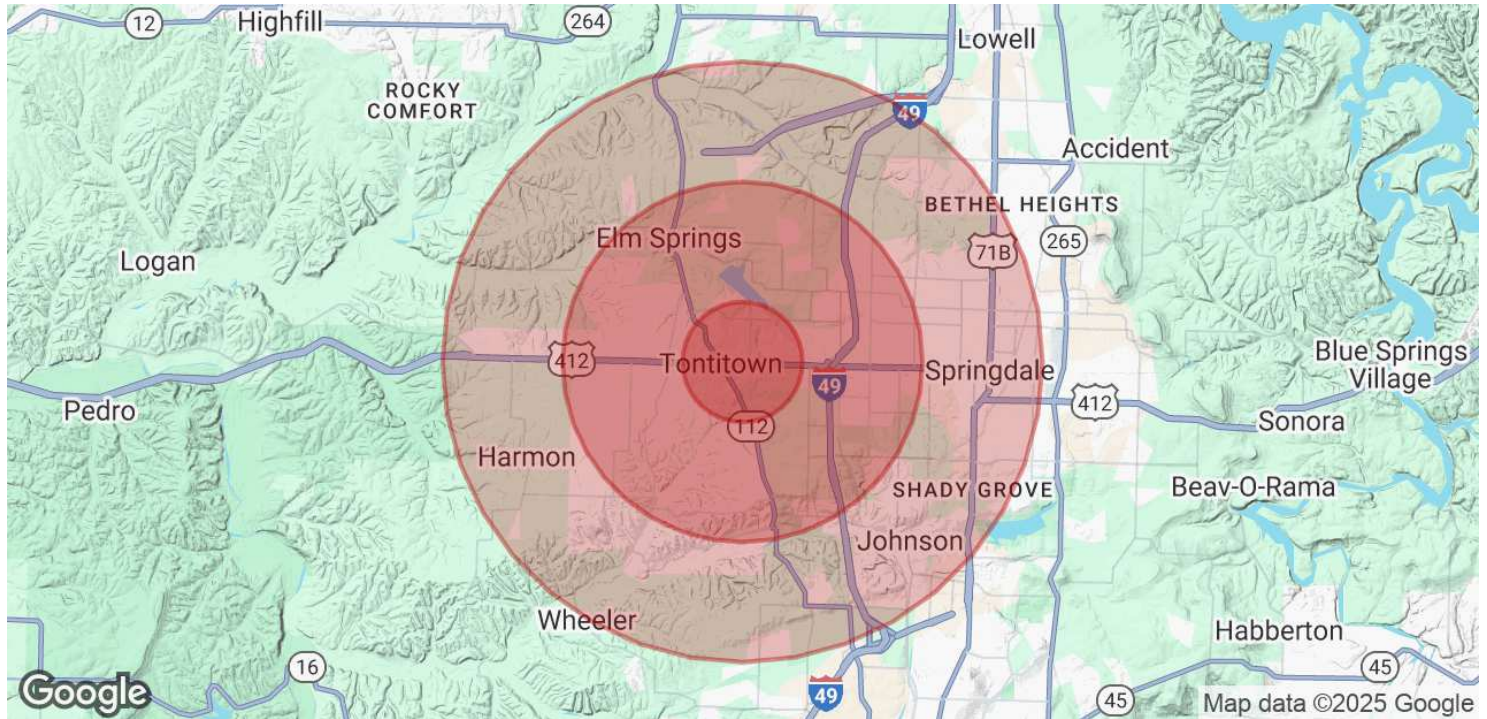 12
Highfill
264
Lowell
ROCKY
COMFORT
49
Accident
BETHEL HEIGHTS
Elm Springs
71B
265
Logan
412
Tontitown
49
Springdale
Blue Springs
Village
Pedro
412
Sonora
112
Harmon
SHADY GROVE
Beav-O-Rama
Johnson
Wheeler
Habberton
16
45
45
49
Google
Map data ©2025 Google